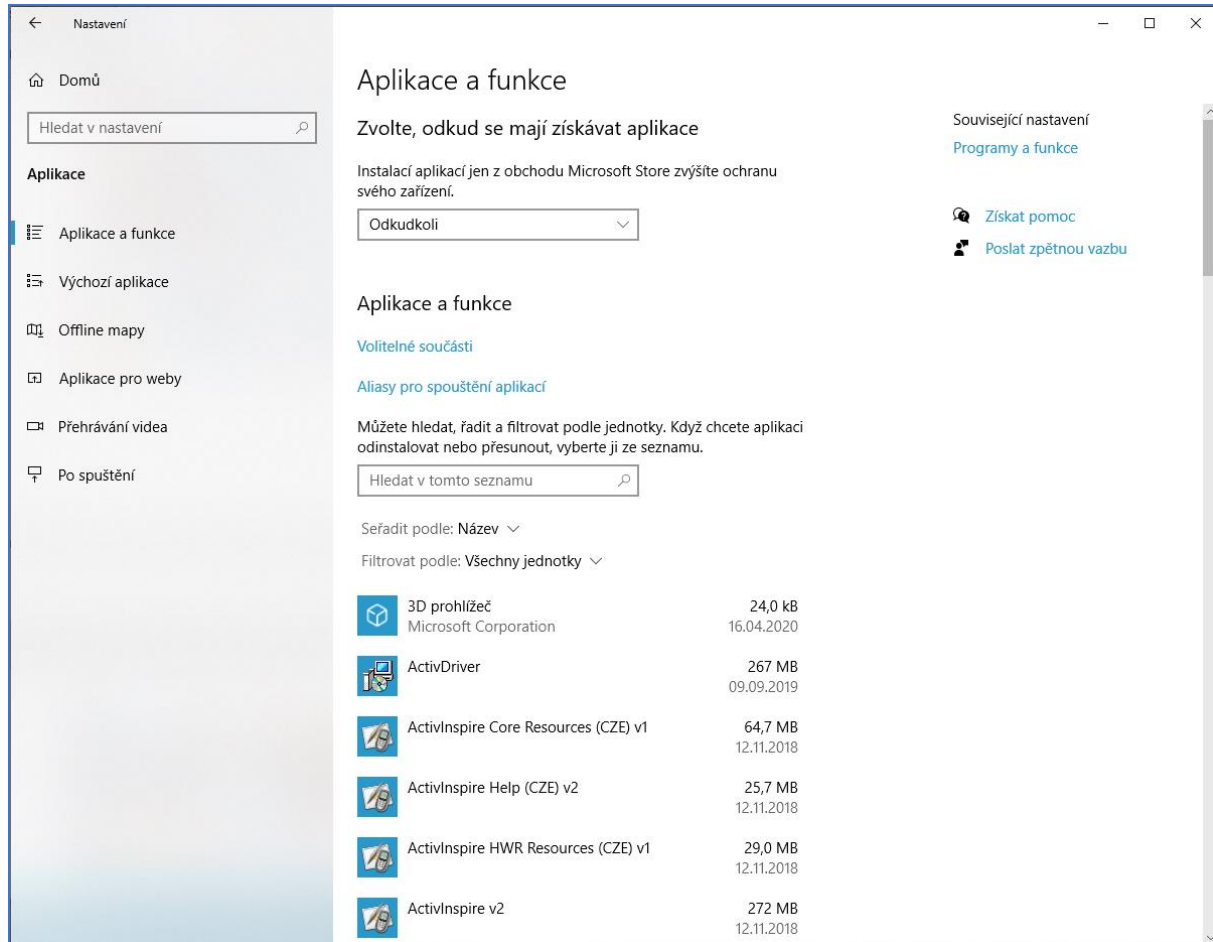 Nastavení
Domů
Hledat v nastavení
Aplikace
Aplikace a funkce
Výchozí aplikace
Offline mapy
Aplikace pro weby
Přehrávání videa
Po spuštění
Aplikace a funkce
Zvolte, odkud se mají získávat aplikace
Instalací aplikací jen z obchodu Microsoft Store zvýšíte ochranu
svého zařízení.
Odkudkoli
Aplikace a funkce
Volitelné součásti
Aliasy pro spouštění aplikací
Můžete hledat, řadit a filtrovat podle jednotky. Když chcete aplikaci
odinstalovat nebo přesunout, vyberte ji ze seznamu.
Hledat v tomto seznamu
Seřadit podle: Název
Filtrovat podle: Všechny jednotky
3D prohlížeč 24,0 kB
Microsoft Corporation 16.04.2020
ActivDriver 267 MB
09.09.2019
ActivInspire Core Resources (CZE) v1 64,7 MB
12.11.2018
ActivInspire Help (CZE) v2 25,7 MB
12.11.2018
ActivInspire HWR Resources (CZE) v1 29,0 MB
12.11.2018
ActivInspire v2 272 MB
12.11.2018
Související nastavení
Programy a funkce
Získat pomoc
Poslat zpětnou vazbu